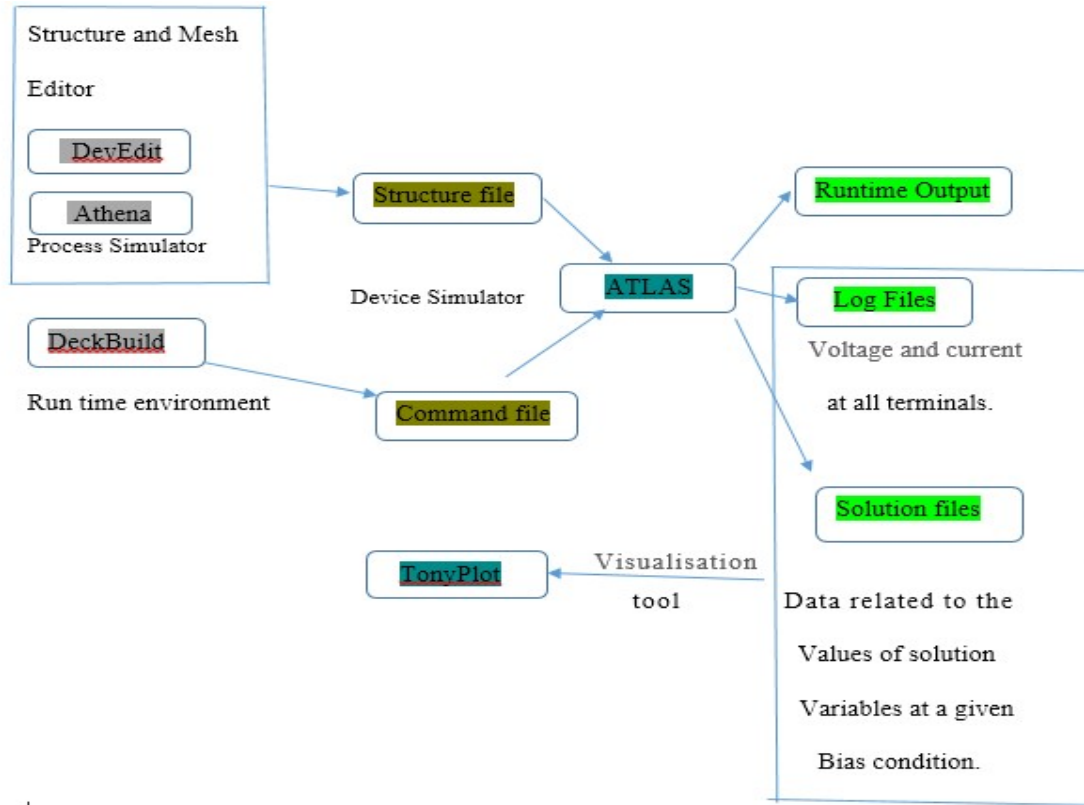 Structure and Mesh
Editor
DevEdit
Athena
Process Simulator
Structure file
Runtime Output
Device Simulator
ATLAS
Log Files
DeckBuild
Voltage and current
Run time environment
at all terminals.
Command file
Solution files
TonyPlot
Visualisation
tool
Data related to the
Values of solution
Variables at a given
Bias condition.